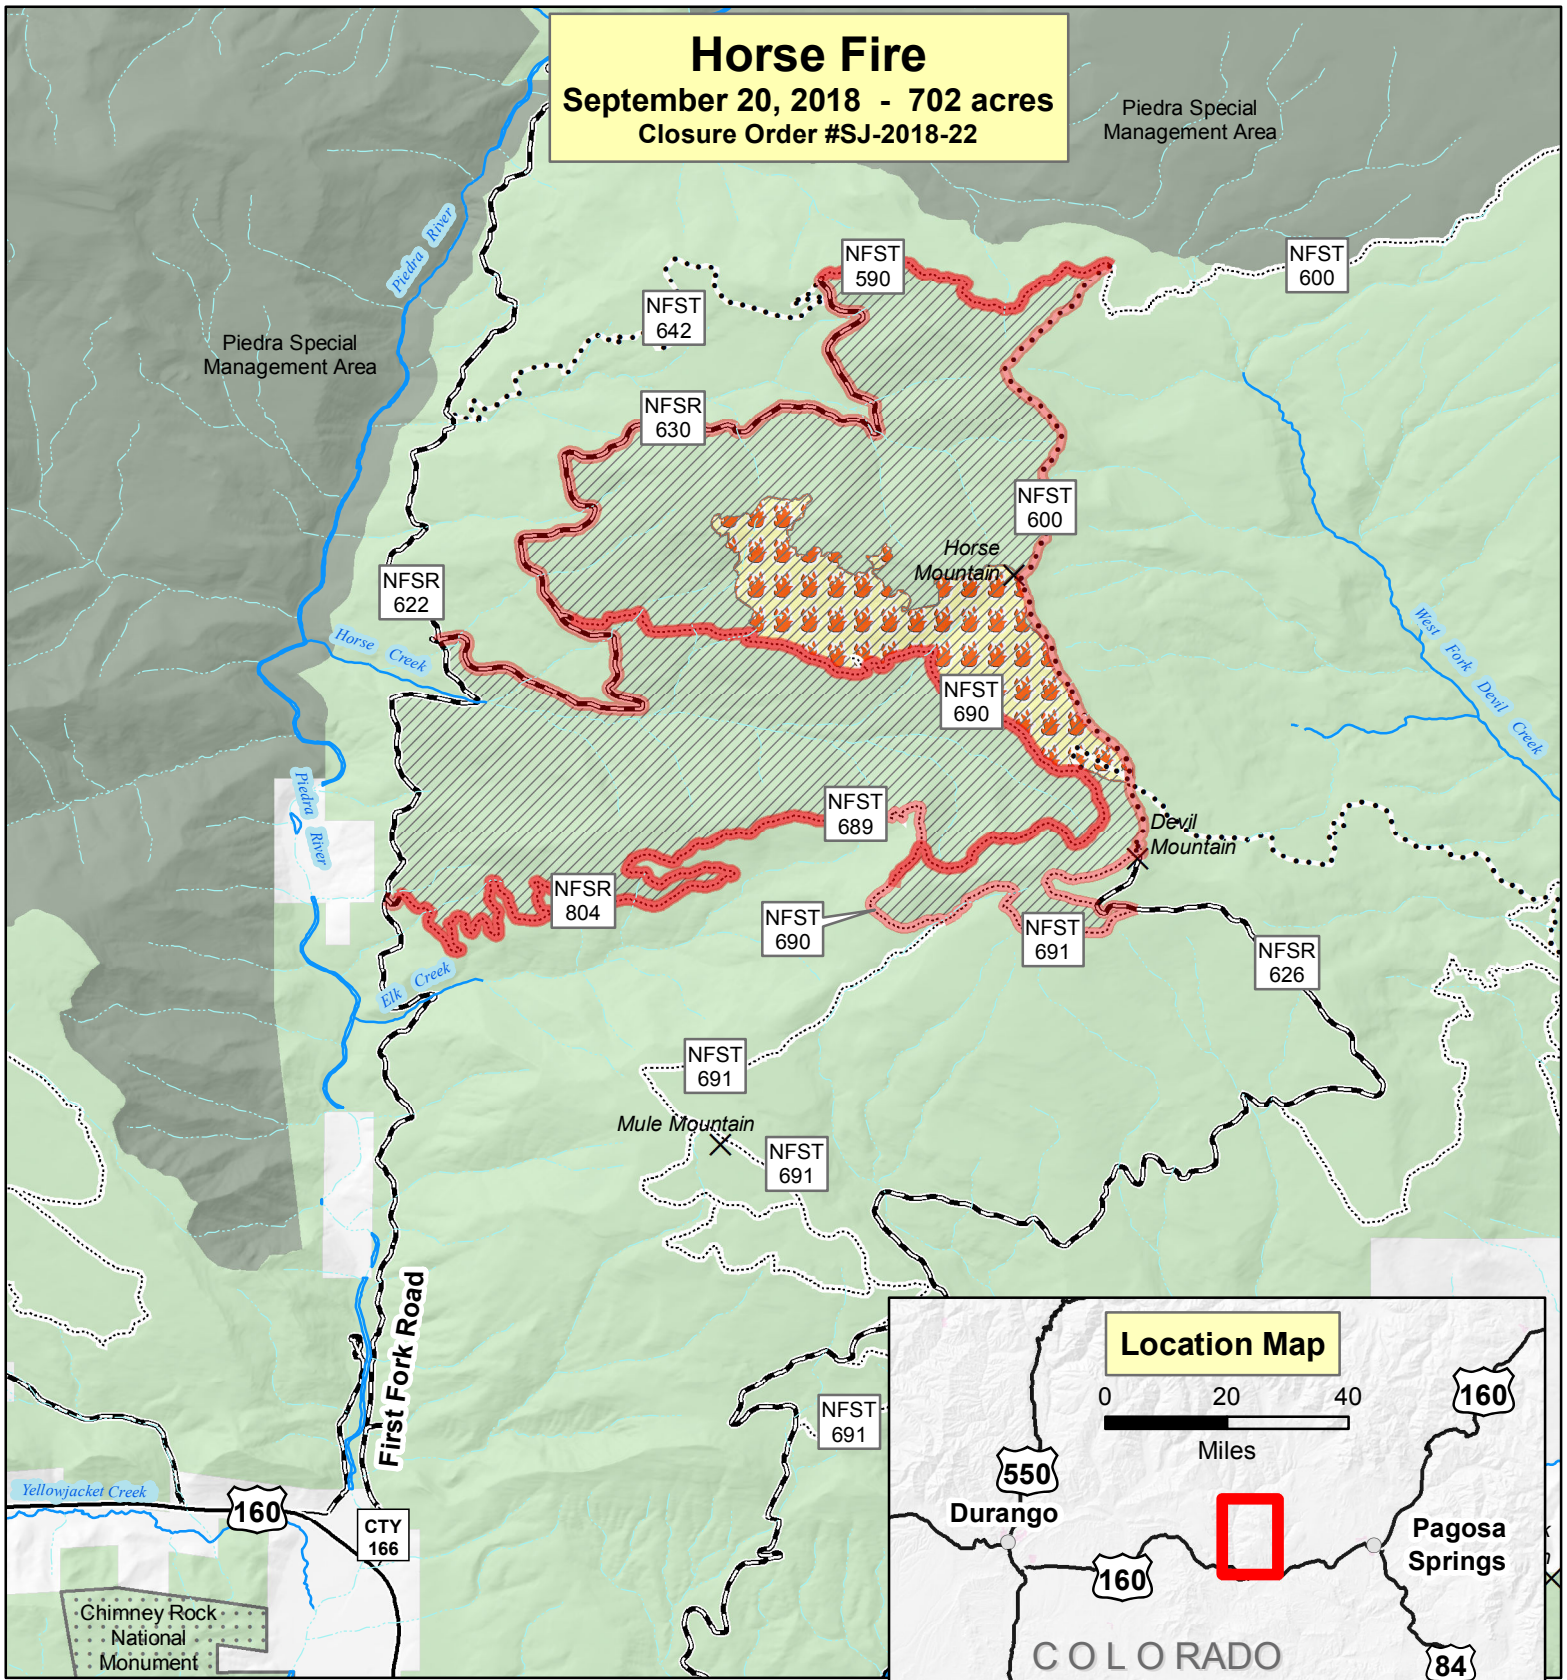 Horse Fire
September 20, 2018 - 702 acres
Closure Order #SJ-2018-22
Piedra Special
Management Area
Piedra River
NFST
590
NFST
600
NFST
642
Piedra Special
Management Area
NFSR
630
NFST
600
Horse
Mountain
NFSR
622
Horse Creek
West Fork Devil Creek
NFST
690
Piedra River
NFST
689
Devil
Mountain
NFSR
804
NFST
690
NFST
691
NFSR
626
Elk Creek
NFST
691
Mule Mountain
NFST
691
First Fork Road
NFST
691
Yellowjacket Creek
160
CTY
166
Chimney Rock
National
Monument
Location Map
0 20 40
Miles
160
550
Durango
Pagosa
Springs
160
COLORADO
84